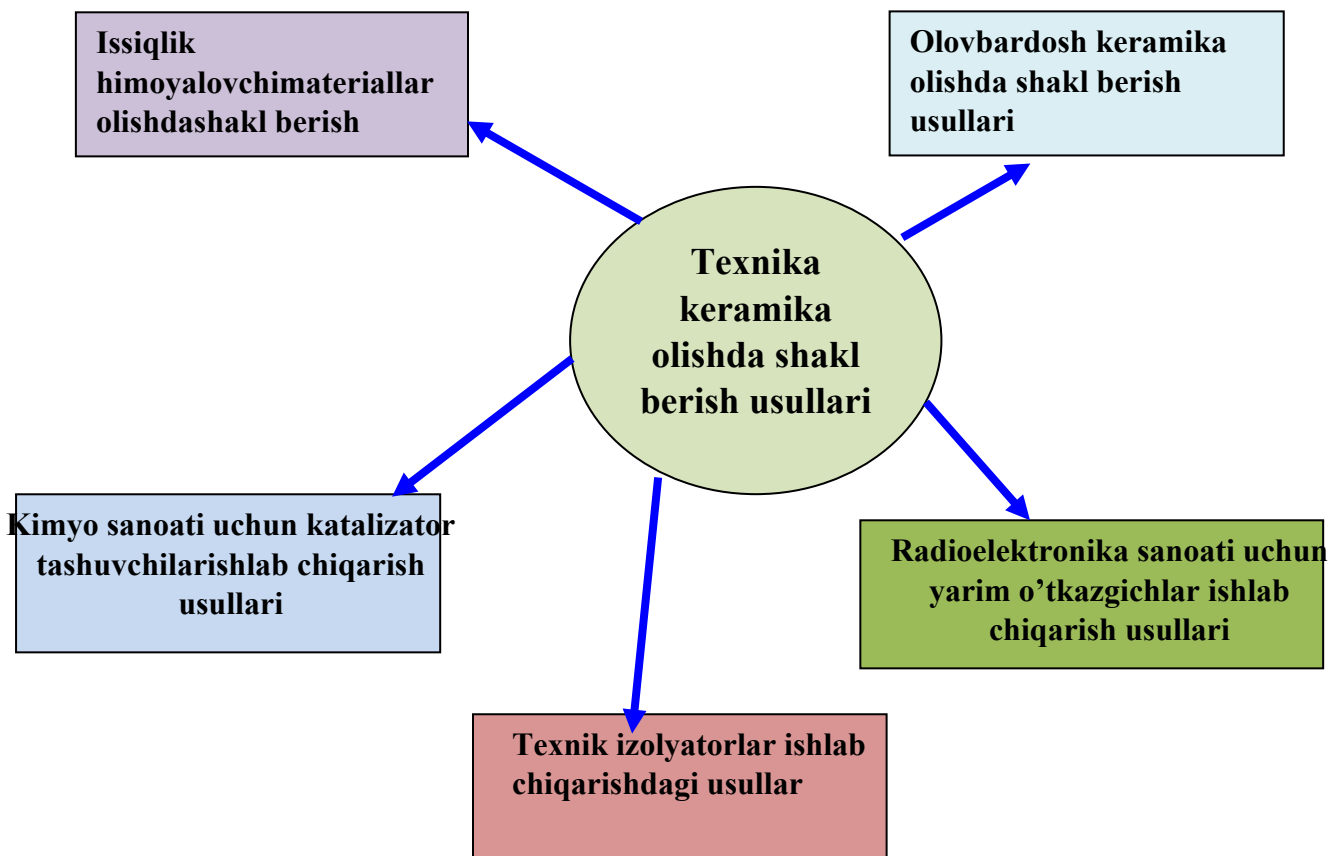 Issiqlik
himoyalovchimateriallar
olishdashakl berish
Olovbardosh keramika
olishda shakl berish
usullari
Texnika
keramika
olishda shakl
berish usullari
Kimyo sanoati uchun katalizator
tashuvchilarishlab chiqarish
usullari
Radioelektronika sanoati uchun
yarim o’tkazgichlar ishlab
chiqarish usullari
Texnik izolyatorlar ishlab
chiqarishdagi usullar